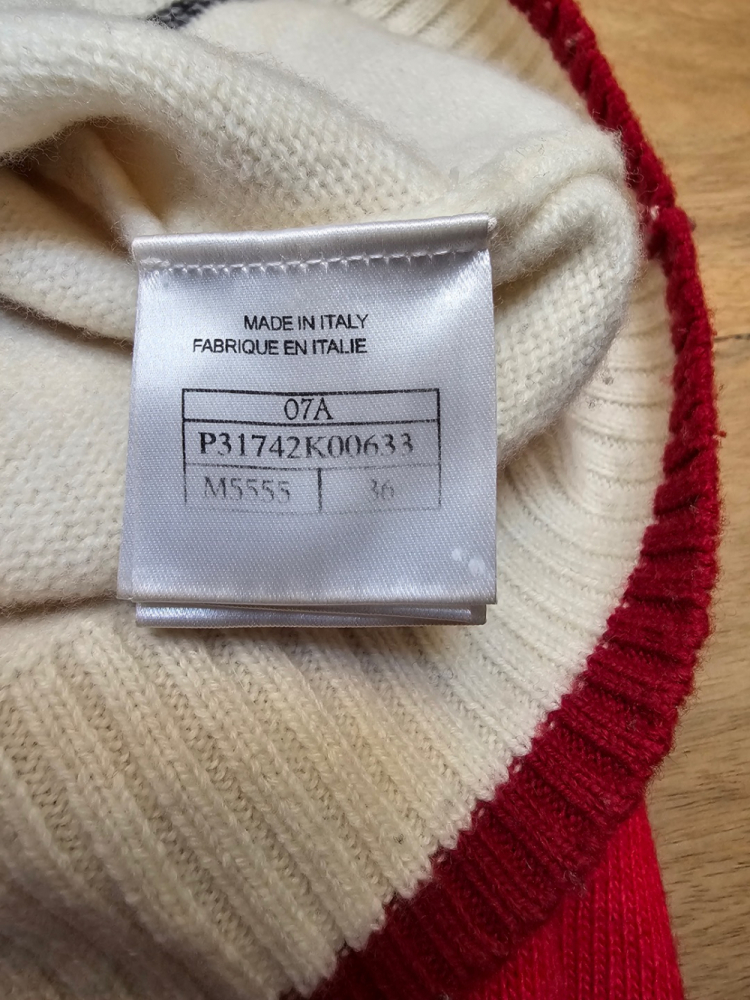 MADE IN ITALY
FABRIQUE EN ITALIE
07A
P31742K00633
M5555 36